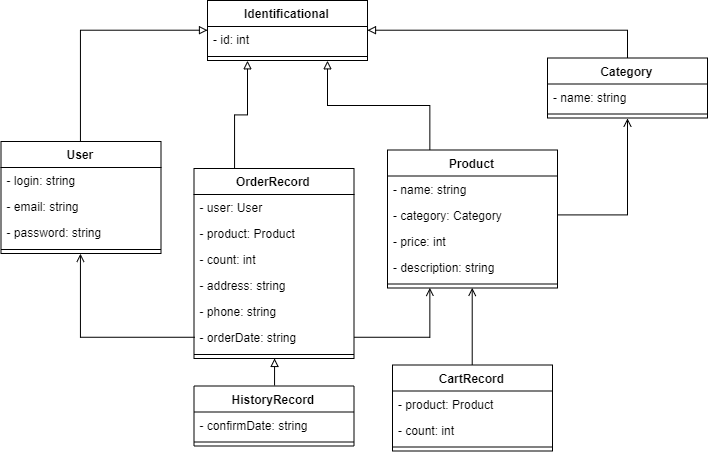 Identificational
- id: int
Category
- name: string
User
- login: string
- email: string
- password: string
OrderRecord
- user: User
- product: Product
- count: int
- address: string
- phone: string
- orderDate: string
Product
- name: string
- category: Category
- price: int
- description: string
HistoryRecord
- confirmDate: string
CartRecord
- product: Product
- count: int